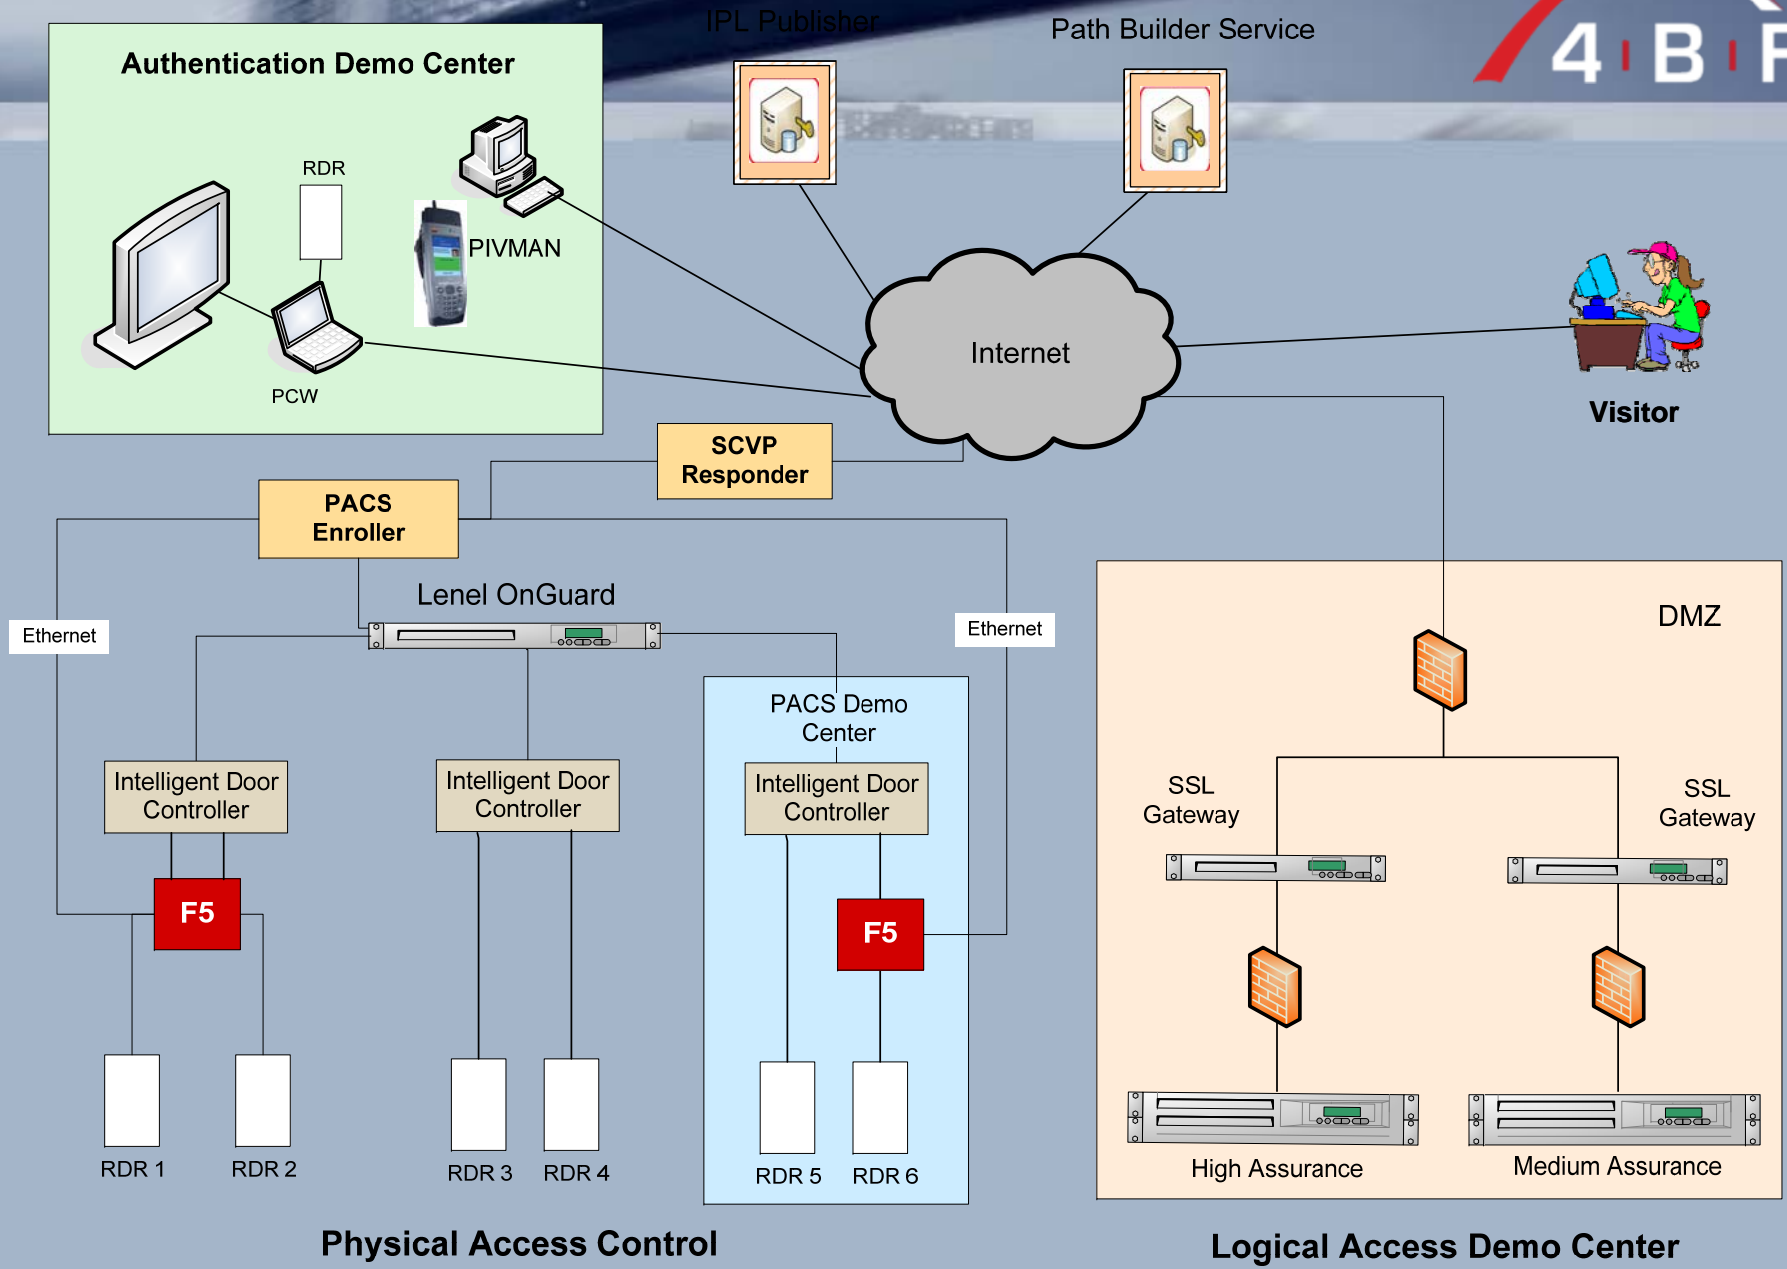 IPL Publisher
Path Builder Service
4 B F
Authentication Demo Center
RDR
PIVMAN
PCW
Internet
Visitor
SCVP
Responder
PACS
Enroller
Lenel OnGuard
Ethernet
Ethernet
DMZ
PACS Demo
Center
Intelligent Door
Controller
Intelligent Door
Controller
Intelligent Door
Controller
SSL
Gateway
SSL
Gateway
F5
F5
RDR 1
RDR 2
RDR 3
RDR 4
RDR 5
RDR 6
High Assurance
Medium Assurance
Physical Access Control
Logical Access Demo Center